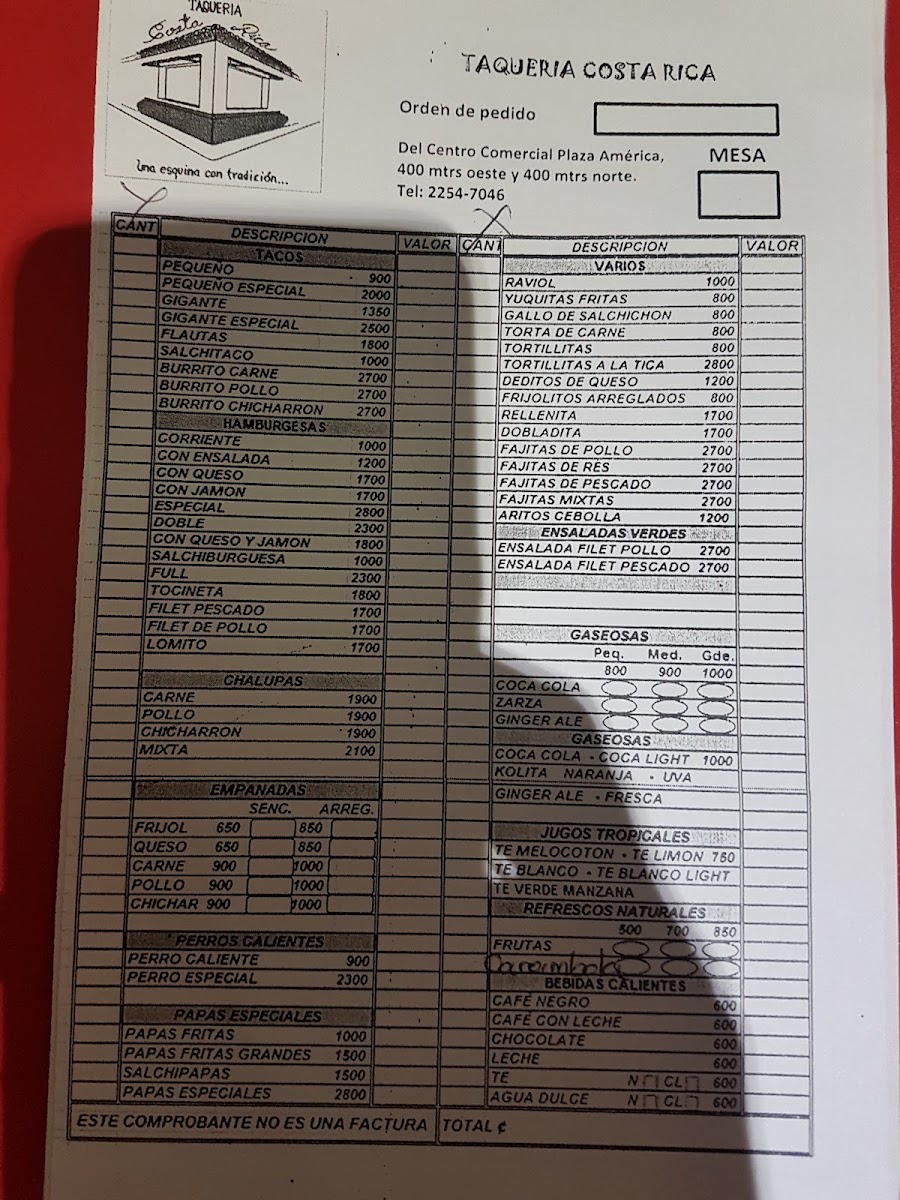 TAQUERIA
Costa Rica
Una esquina con tradición...
TAQUERIA COSTA RICA
Orden de pedido
Del Centro Comercial Plaza América,
400 mtrs oeste y 400 mtrs norte.
Tel: 2254-7046
MESA
CANT DESCRIPCION VALOR
TACOS
PEQUEÑO 900
PEQUEÑO ESPECIAL 2000
GIGANTE 1350
GIGANTE ESPECIAL 2500
FLAUTAS 1800
SALCHITACO 1000
BURRITO CARNE 2700
BURRITO POLLO 2700
BURRITO CHICHARRON 2700
HAMBURGESAS
CORRIENTE 1000
CON ENSALADA 1200
CON QUESO 1700
CON JAMON 1700
ESPECIAL 2800
DOBLE 2300
CON QUESO Y JAMON 1800
SALCHIBURGUESA 1000
FULL 2300
TOCINETA 1800
FILET PESCADO 1700
FILET DE POLLO 1700
LOMITO 1700
CHALUPAS
CARNE 1900
POLLO 1900
CHICHARRON 1900
MIXTA 2100
EMPANADAS
SENC. ARREG.
FRIJOL 650 850
QUESO 650 850
CARNE 900 1000
POLLO 900 1000
CHICHAR 900 1000
PERROS CALIENTES
PERRO CALIENTE 900
PERRO ESPECIAL 2300
PAPAS ESPECIALES
PAPAS FRITAS 1000
PAPAS FRITAS GRANDES 1500
SALCHIPAPAS 1500
PAPAS ESPECIALES 2800
CANT DESCRIPCION VALOR
VARIOS
RAVIOL 1000
YUQUITAS FRITAS 800
GALLO DE SALCHICHON 800
TORTA DE CARNE 800
TORTILLITAS 800
TORTILLITAS A LA TICA 2800
DEDITOS DE QUESO 1200
FRIJOLITOS ARREGLADOS 800
RELLENITA 1700
DOBLADITA 1700
FAJITAS DE POLLO 2700
FAJITAS DE RES 2700
FAJITAS DE PESCADO 2700
FAJITAS MIXTAS 2700
ARITOS CEBOLLA 1200
ENSALADAS VERDES
ENSALADA FILET POLLO 2700
ENSALADA FILET PESCADO 2700
GASEOSAS
Peq. Med. Gde.
800 900 1000
COCA COLA
ZARZA
GINGER ALE
GASEOSAS
COCA COLA - COCA LIGHT 1000
KOLITA NARANJA - UVA
GINGER ALE - FRESCA
JUGOS TROPICALES
TE MELOCOTON - TE LIMON 750
TE BLANCO - TE BLANCO LIGHT
TE VERDE MANZANA
REFRESCOS NATURALES
500 700 850
FRUTAS
Carambola
BEBIDAS CALIENTES
CAFÉ NEGRO 600
CAFÉ CON LECHE 600
CHOCOLATE 600
LECHE 600
TE N CL 600
AGUA DULCE N CL 600
ESTE COMPROBANTE NO ES UNA FACTURA TOTAL ¢